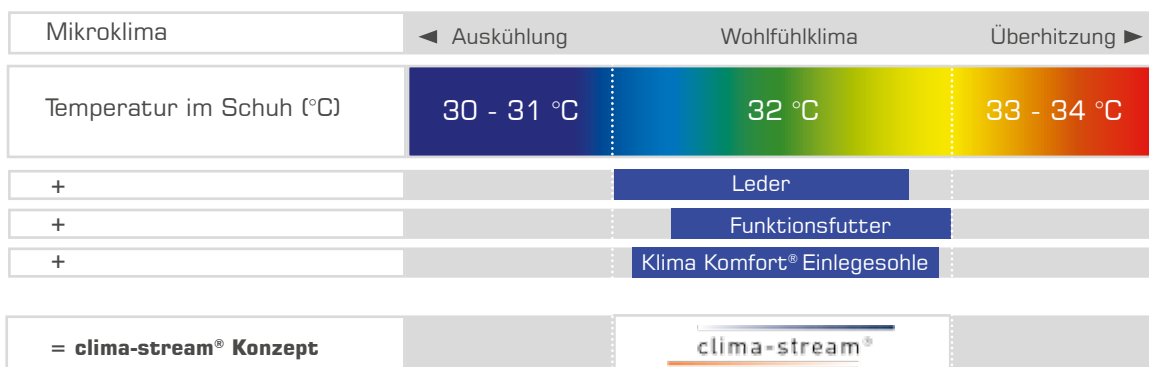 Mikroklima ◄ Auskühlung Wohlfühlklima Überhitzung ►
Temperatur im Schuh (°C) 30 - 31 °C 32 °C 33 - 34 °C
+ Leder
+ Funktionsfutter
+ Klima Komfort® Einlegesohle
= clima-stream® Konzept clima-stream®